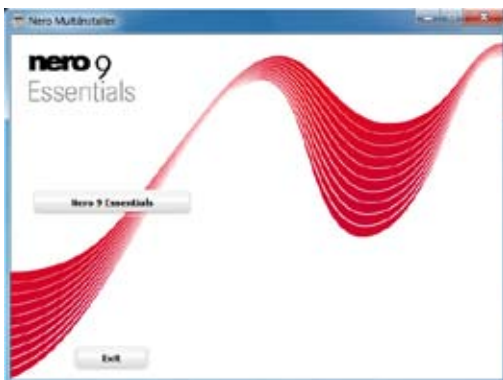 Nero MultiInstaller
nero 9
Essentials
Nero 9 Essentials
Exit